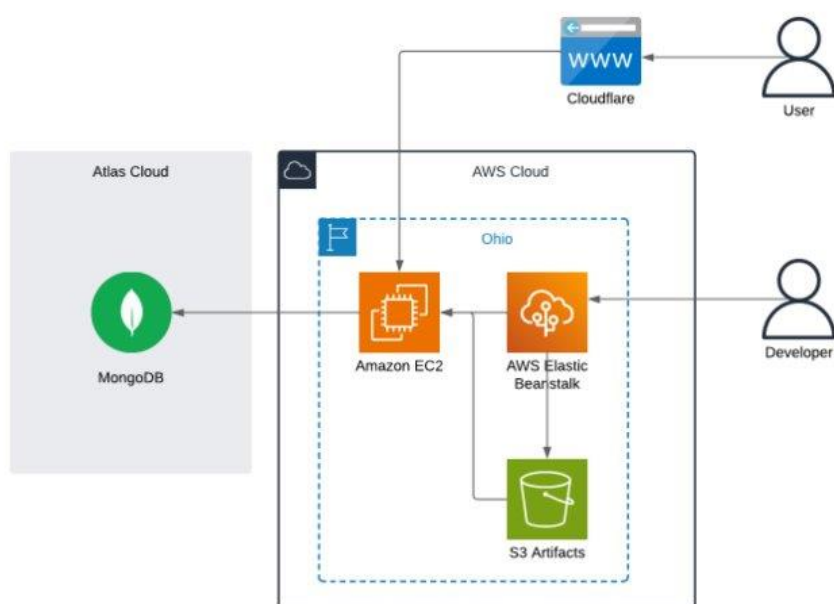 WWW
Cloudflare
User
Atlas Cloud
AWS Cloud
Ohio
MongoDB
Amazon EC2
AWS Elastic
Beanstalk
Developer
S3 Artifacts